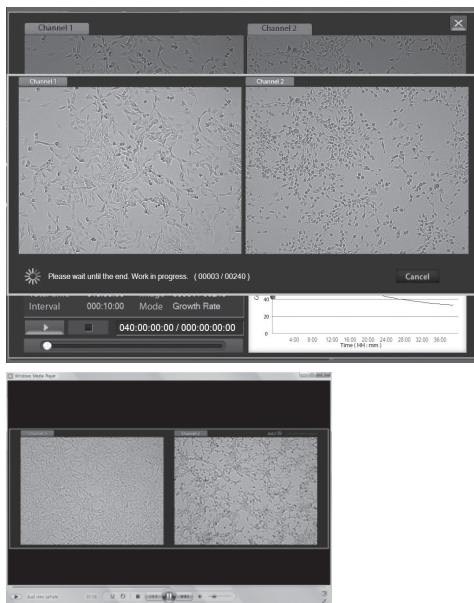 Channel 1
Channel 2
Channel 1
Channel 2
Please wait until the end. Work in progress. ( 00003 / 00240 )
Cancel
Interval 000:10:00 Mode Growth Rate
040:00:00:00 / 000:00:00:00
40
20
0
4:00 8:00 12:00 16:00 20:00 24:00 28:00 32:00 36:00
Time ( HH : mm )
Windows Media Player
Channel 1
Channel 2